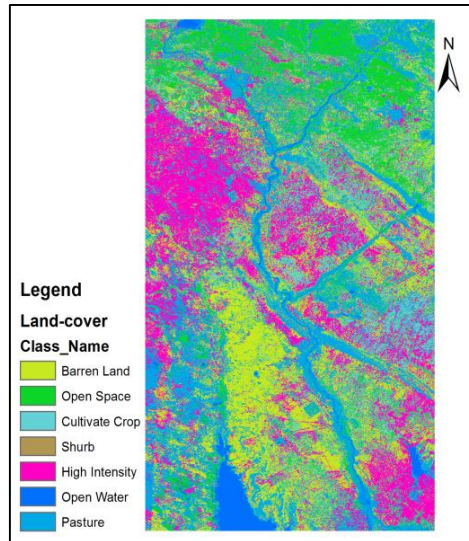 N
Legend
Land-cover
Class_Name
Barren Land
Open Space
Cultivate Crop
Shurb
High Intensity
Open Water
Pasture